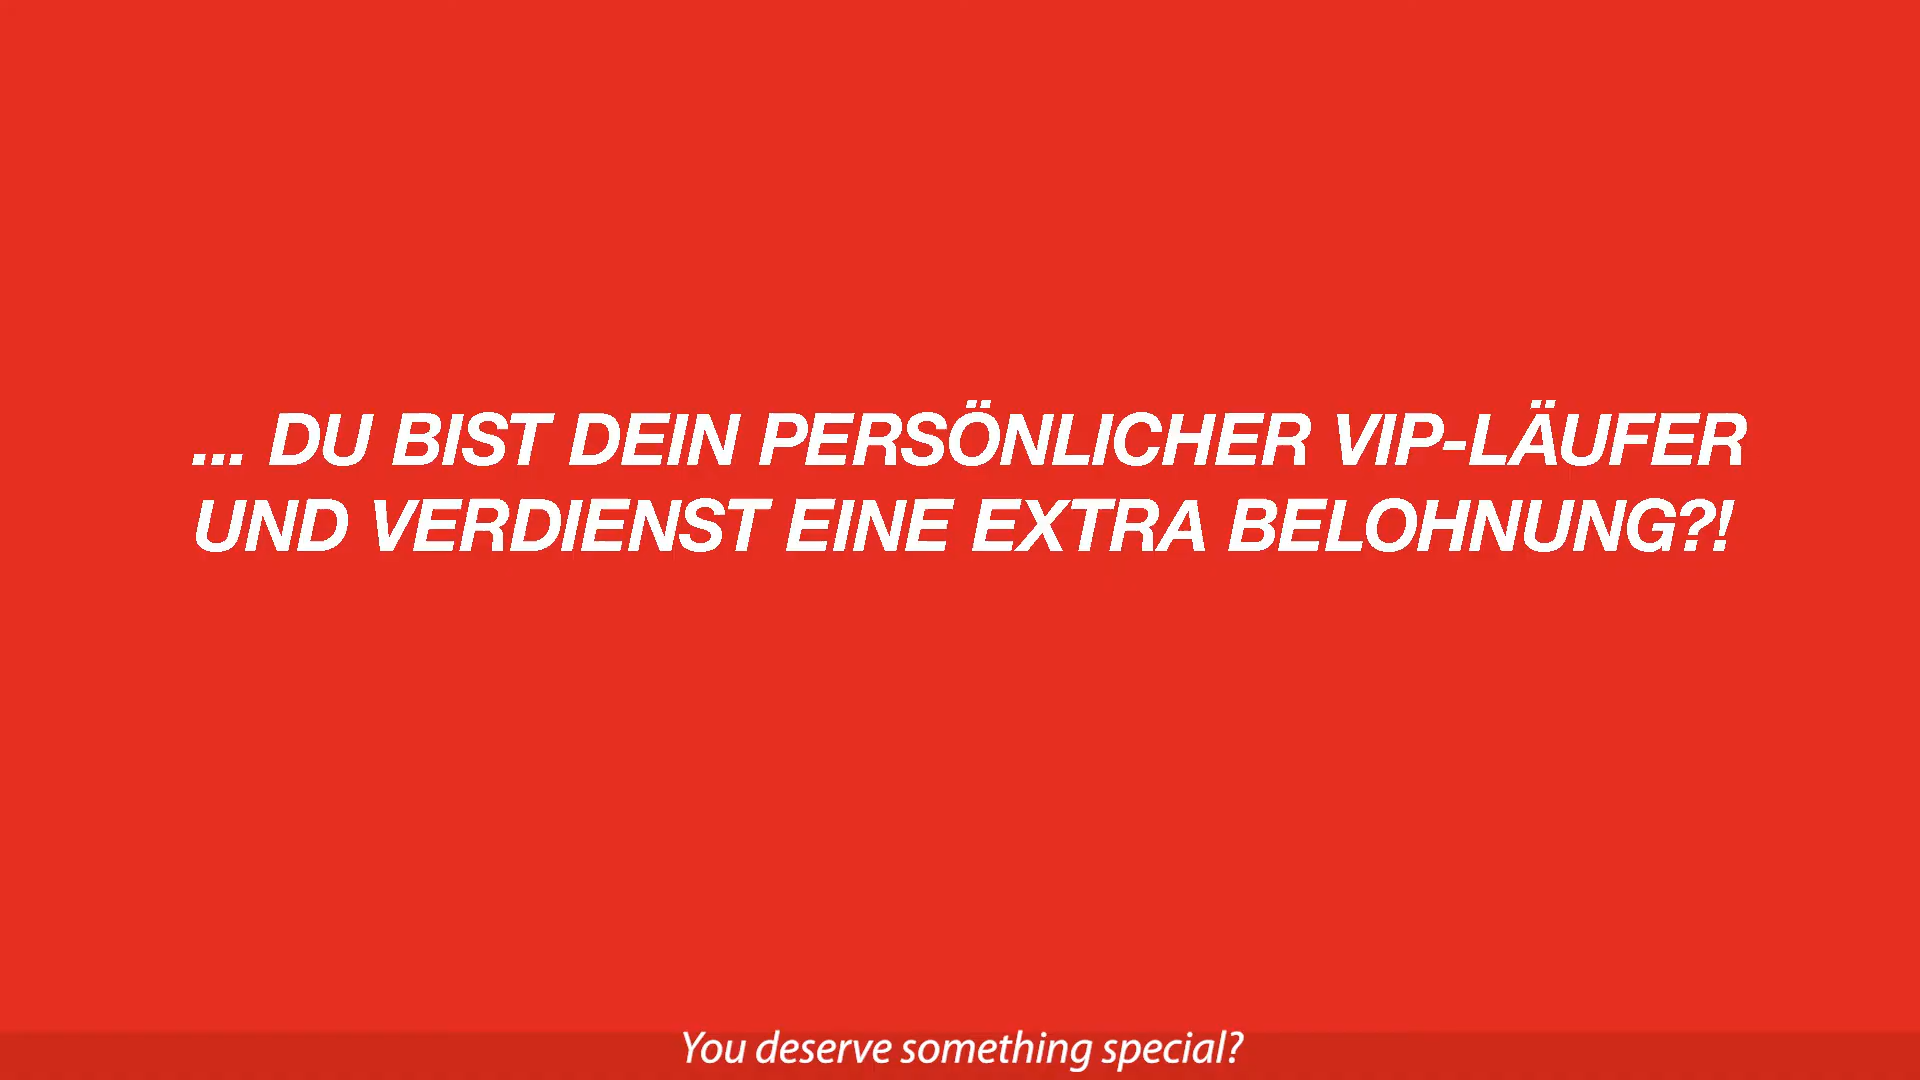 ... DU BIST DEIN PERSÖNLICHER VIP-LÄUFER
UND VERDIENST EINE EXTRA BELOHNUNG?!
You deserve something special?